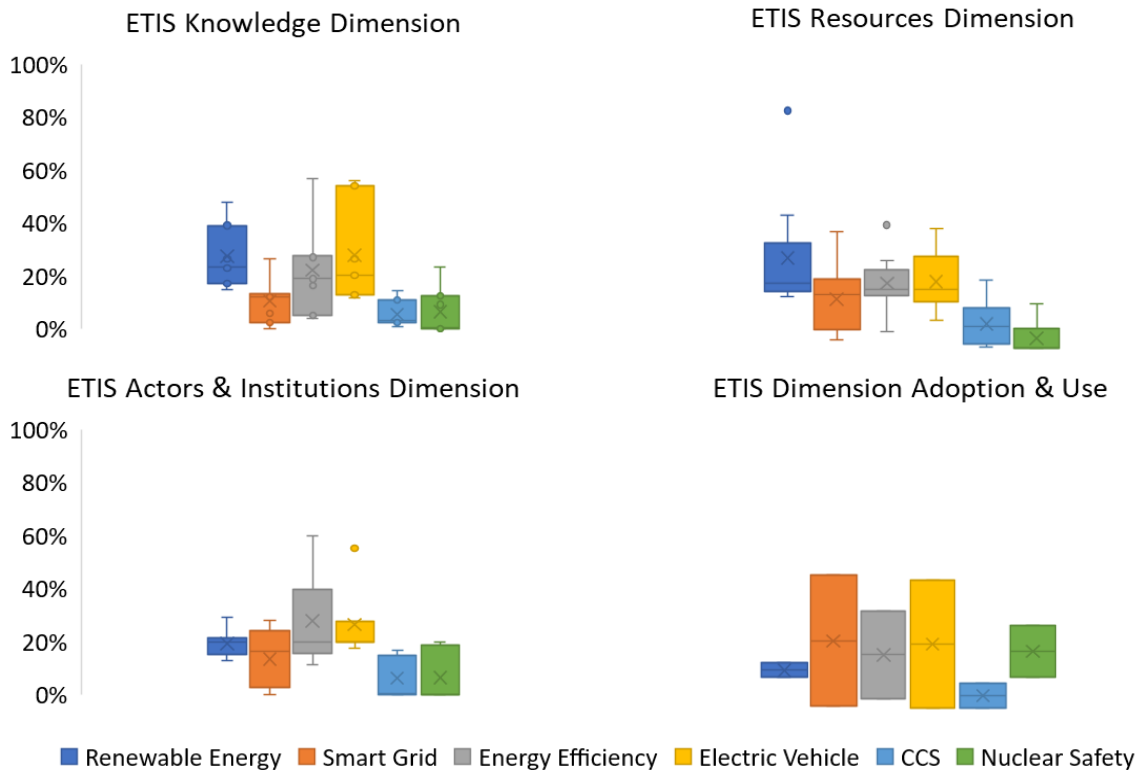 ETIS Knowledge Dimension
100%
80%
60%
40%
20%
0%
ETIS Resources Dimension
ETIS Actors & Institutions Dimension
100%
80%
60%
40%
20%
0%
ETIS Dimension Adoption & Use
Renewable Energy Smart Grid Energy Efficiency Electric Vehicle CCS Nuclear Safety